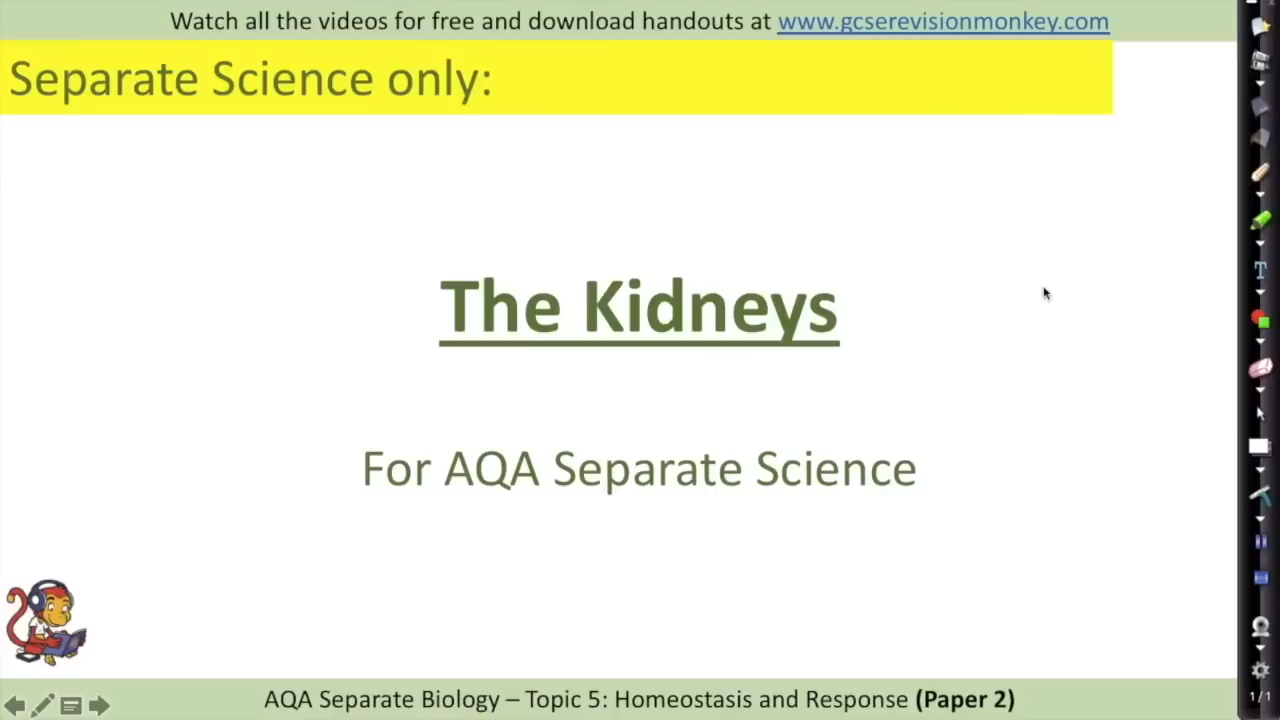 Watch all the videos for free and download handouts at www.gcserevisionmonkey.com
Separate Science only:
The Kidneys
For AQA Separate Science
AQA Separate Biology – Topic 5: Homeostasis and Response (Paper 2)
T
1/1